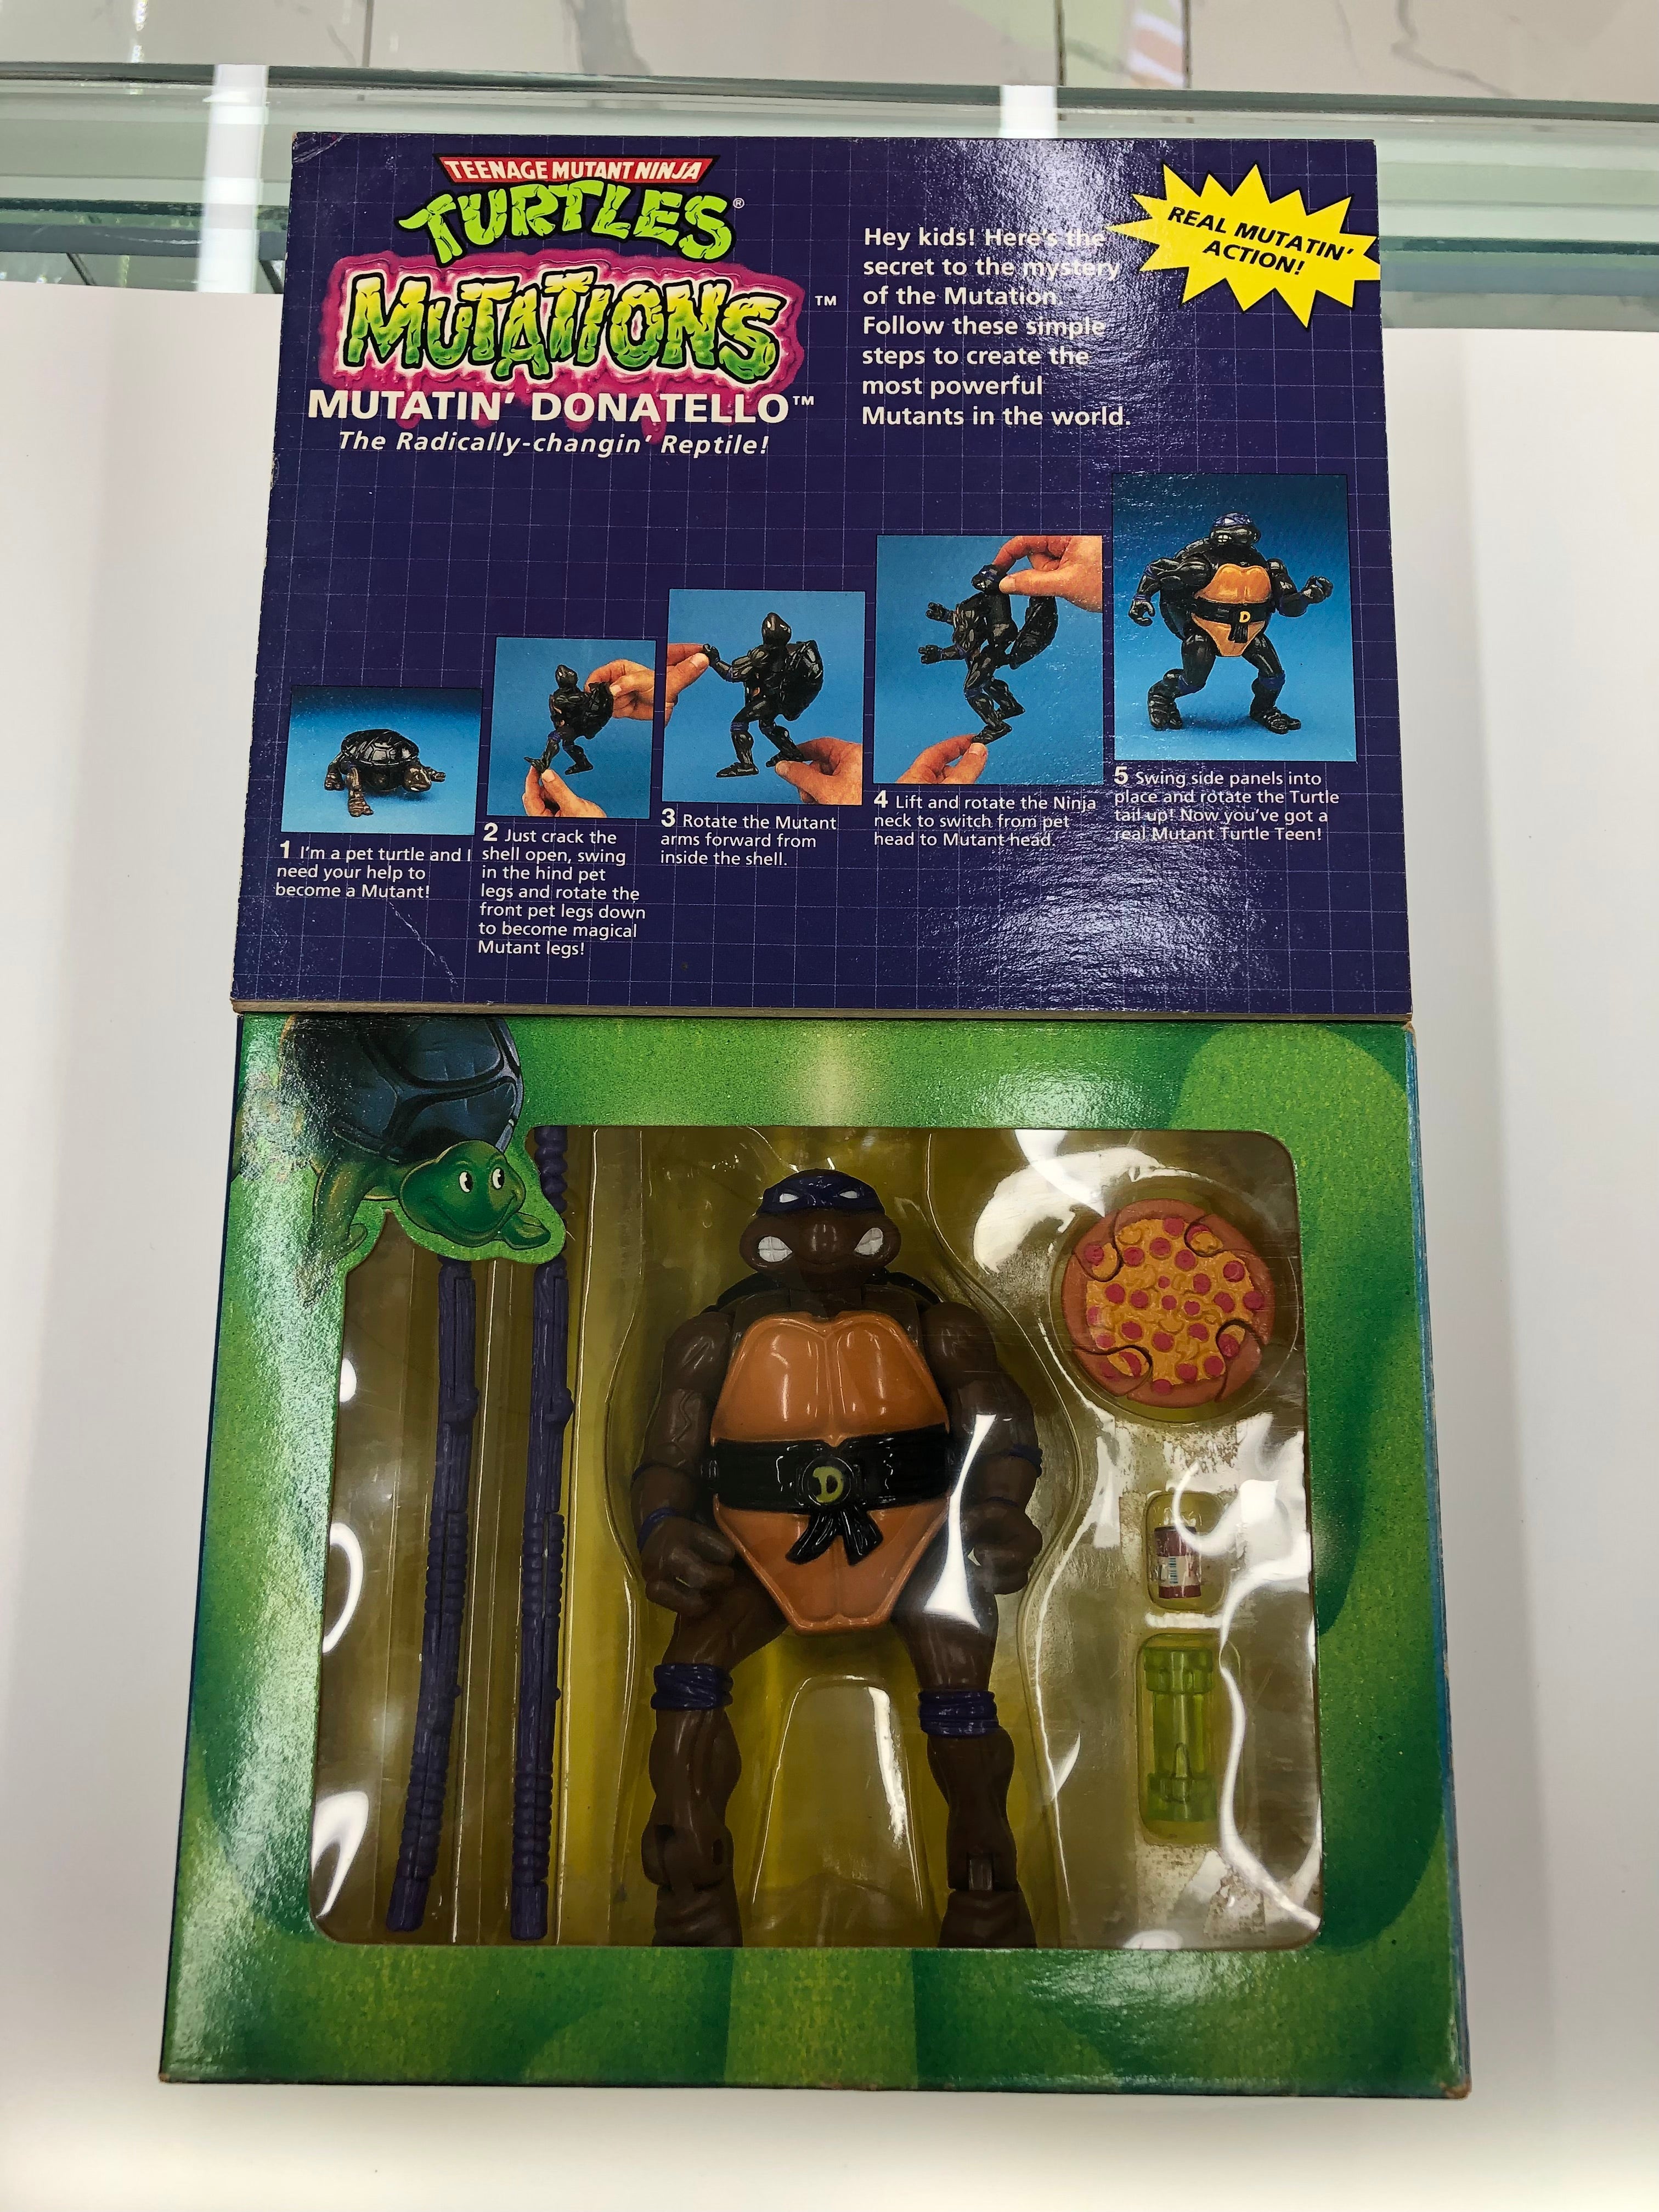 TEENAGE MUTANT NINJA
TURTLES®
MUTATIONS™
MUTATIN' DONATELLO™
The Radically-changin' Reptile!
Hey kids! Here's the
secret to the mystery
of the Mutation.
Follow these simple
steps to create the
most powerful
Mutants in the world.
REAL MUTATIN'
ACTION!
1 I'm a pet turtle and I
need your help to
become a Mutant!
2 Just crack the
shell open, swing
in the hind pet
legs and rotate the
front pet legs down
to become magical
Mutant legs!
3 Rotate the Mutant
arms forward from
inside the shell.
4 Lift and rotate the Ninja
neck to switch from pet
head to Mutant head.
5 Swing side panels into
place and rotate the Turtle
tail up! Now you've got a
real Mutant Turtle Teen!
D
D